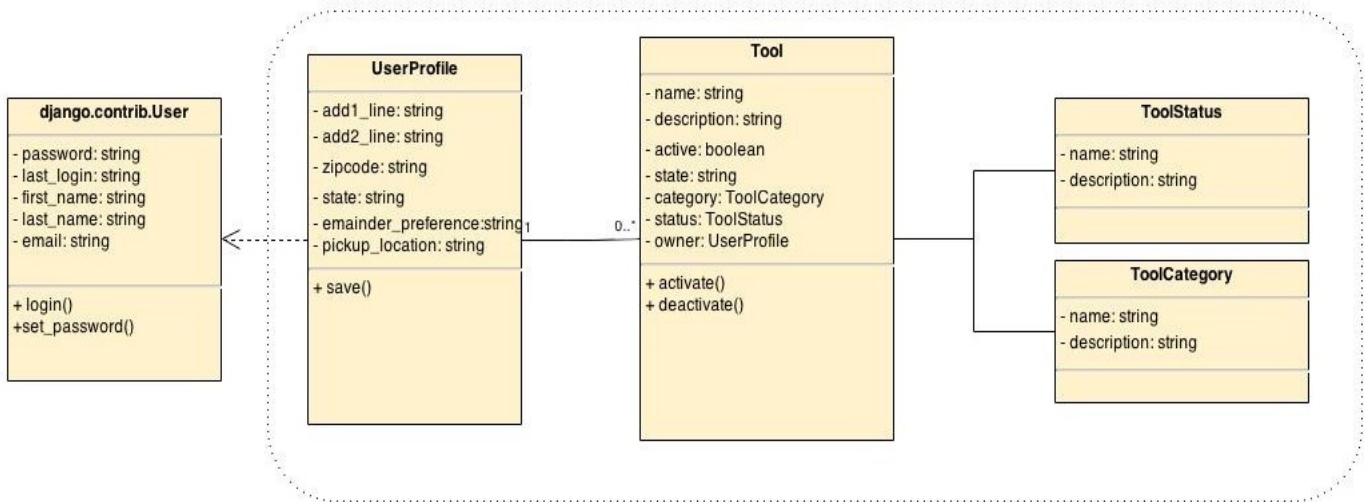 django.contrib.User
- password: string
- last_login: string
- first_name: string
- last_name: string
- email: string
+ login()
+set_password()
UserProfile
- add1_line: string
- add2_line: string
- zipcode: string
- state: string
- emainder_preference:string
- pickup_location: string
+ save()
1
0..*
Tool
- name: string
- description: string
- active: boolean
- state: string
- category: ToolCategory
- status: ToolStatus
- owner: UserProfile
+ activate()
+ deactivate()
ToolStatus
- name: string
- description: string
ToolCategory
- name: string
- description: string